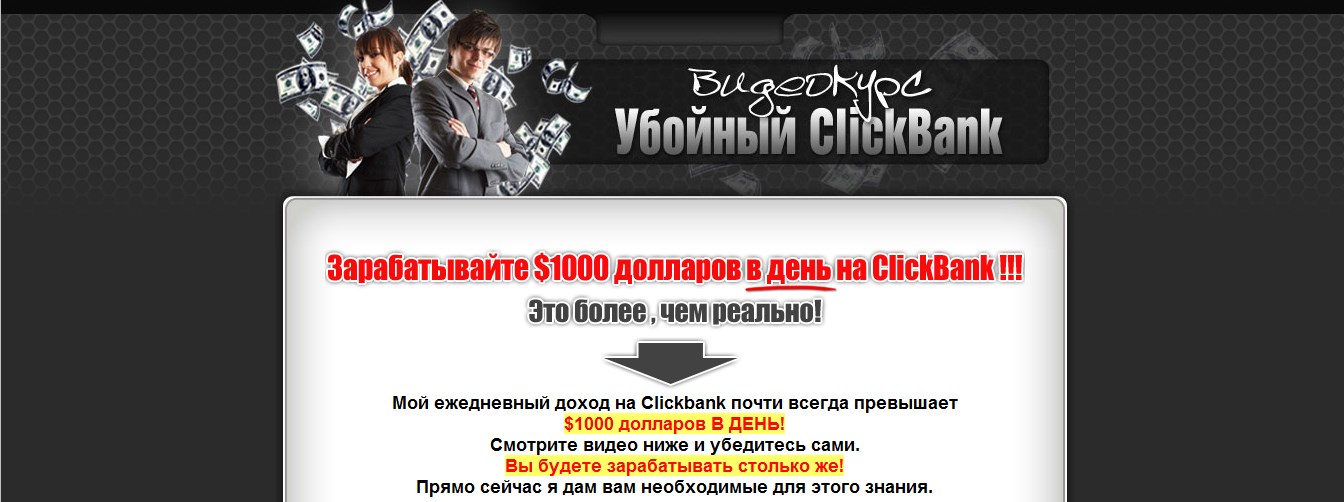 ВидеоКурс
Убойный ClickBank
Зарабатывайте $1000 долларов в день на ClickBank !!!
Это более , чем реально!
Мой ежедневный доход на Clickbank почти всегда превышает
$1000 долларов В ДЕНЬ!
Смотрите видео ниже и убедитесь сами.
Вы будете зарабатывать столько же!
Прямо сейчас я дам вам необходимые для этого знания.